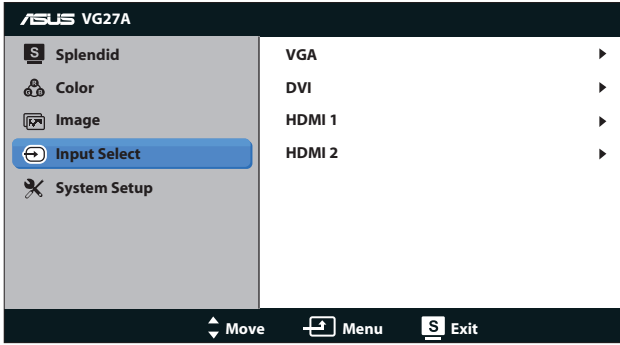 ASUS VG27A
S Splendid
Color
Image
Input Select
System Setup
VGA
DVI
HDMI 1
HDMI 2
Move Menu S Exit